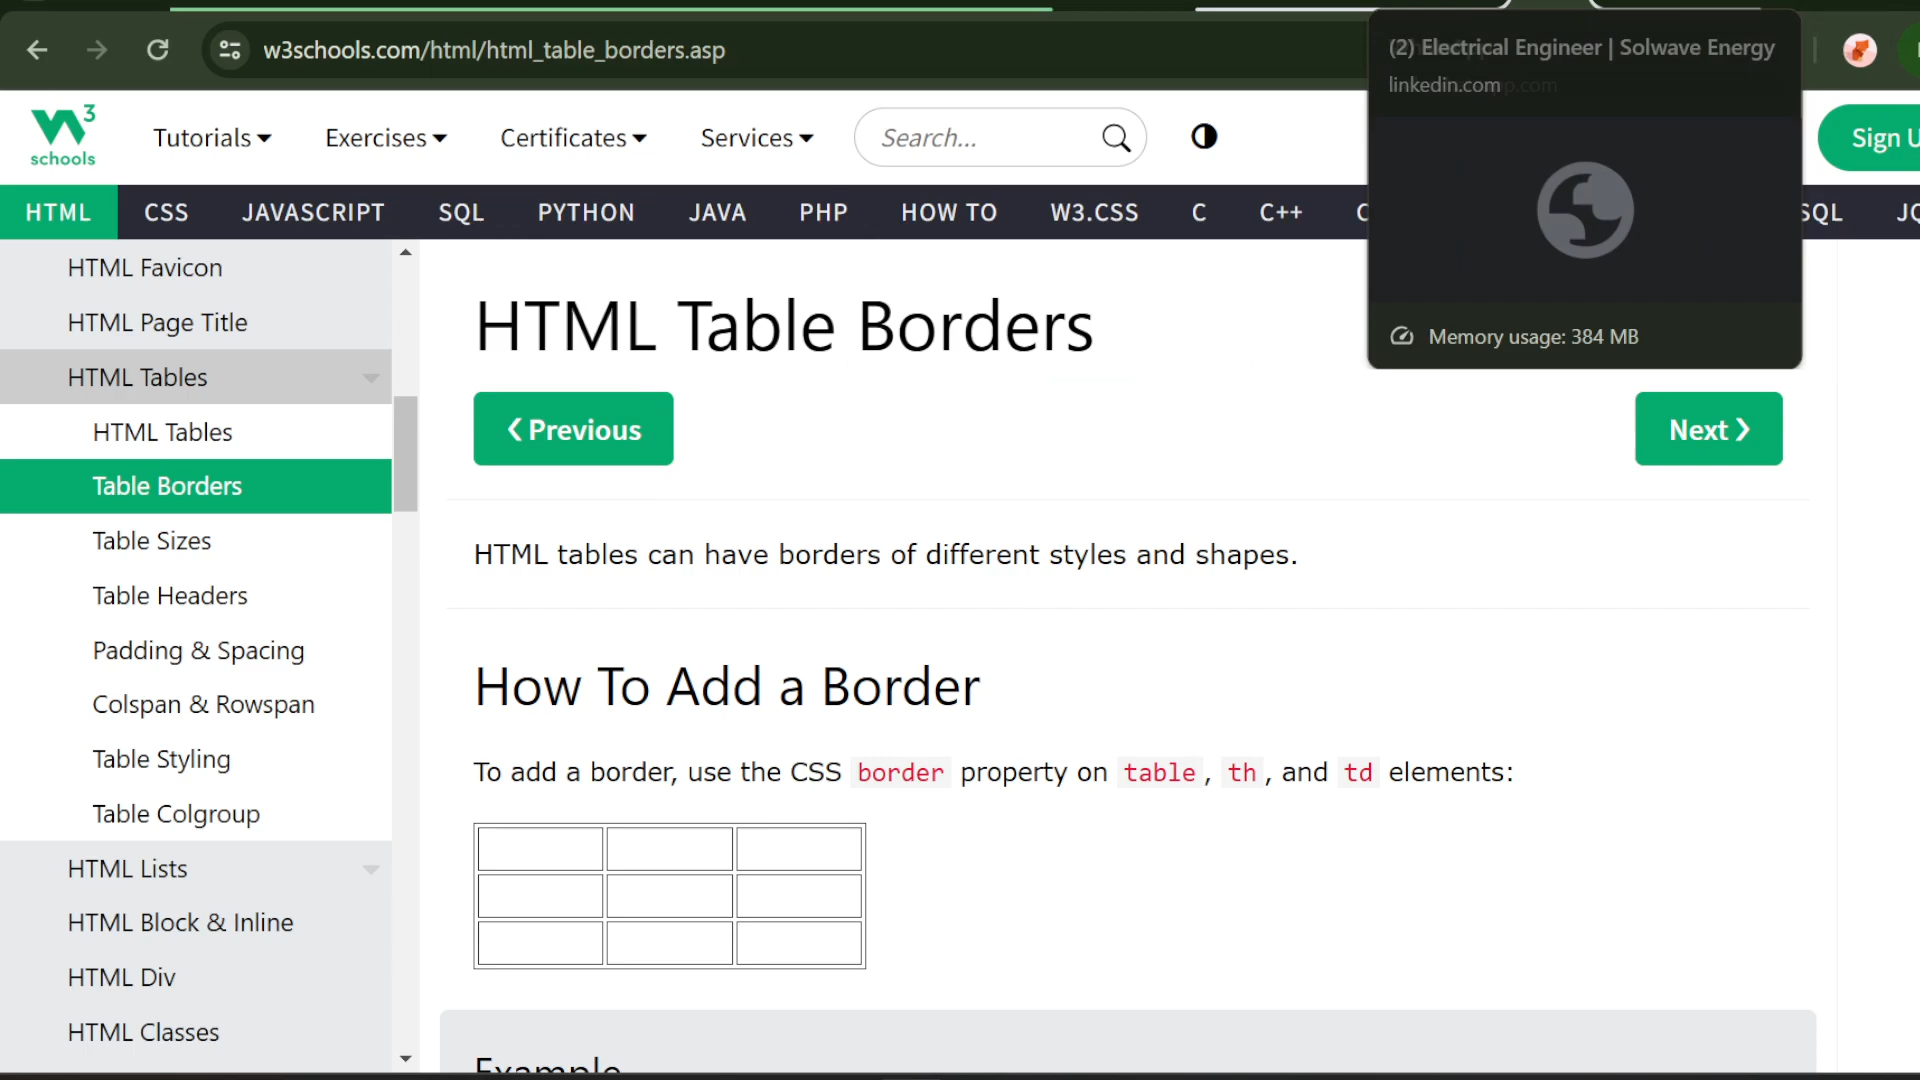 w3schools.com/html/html_table_borders.asp
(2) Electrical Engineer | Solwave Energy
linkedin.com
Memory usage: 384 MB
W3
schools
Tutorials
Exercises
Certificates
Services
Search...
Sign U
HTML
CSS
JAVASCRIPT
SQL
PYTHON
JAVA
PHP
HOW TO
W3.CSS
C
C++
C
SQL
JQ
HTML Favicon
HTML Page Title
HTML Tables
HTML Tables
Table Borders
Table Sizes
Table Headers
Padding & Spacing
Colspan & Rowspan
Table Styling
Table Colgroup
HTML Lists
HTML Block & Inline
HTML Div
HTML Classes
HTML Table Borders
❮ Previous
Next ❯
HTML tables can have borders of different styles and shapes.
How To Add a Border
To add a border, use the CSS border property on table, th, and td elements:
Example